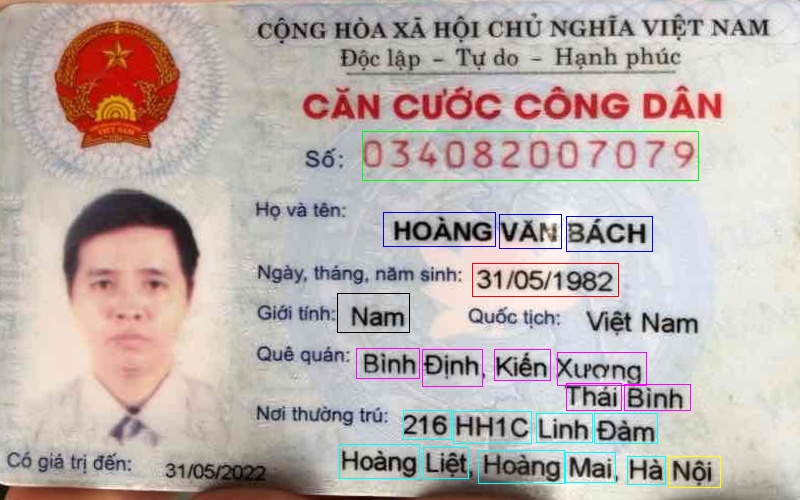 CỘNG HÒA XÃ HỘI CHỦ NGHĨA VIỆT NAM
Độc lập - Tự do - Hạnh phúc
CĂN CƯỚC CÔNG DÂN
Số: 034082007079
Họ và tên:
HOÀNG VĂN BÁCH
Ngày, tháng, năm sinh: 31/05/1982
Giới tính: Nam Quốc tịch: Việt Nam
Quê quán: Bình Định, Kiến Xương
Thái Bình
Nơi thường trú: 216 HH1C Linh Đàm
Hoàng Liệt, Hoàng Mai, Hà Nội
Có giá trị đến: 31/05/2022